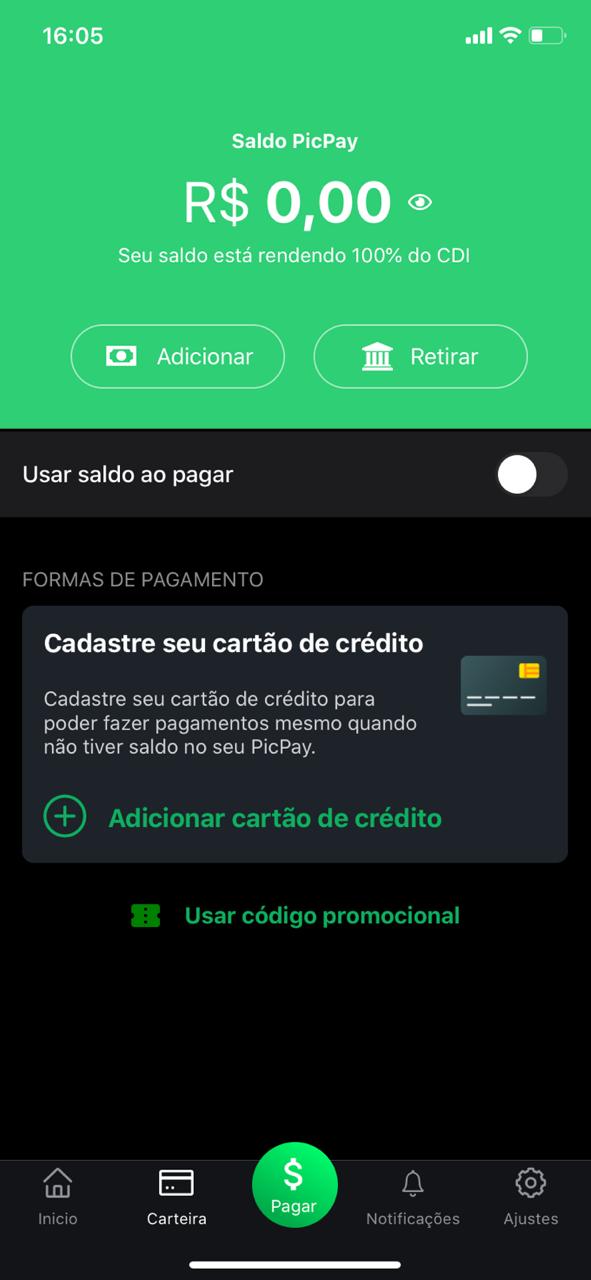 16:05
Saldo PicPay
R$ 0,00
Seu saldo está rendendo 100% do CDI
Adicionar
Retirar
Usar saldo ao pagar
FORMAS DE PAGAMENTO
Cadastre seu cartão de crédito
Cadastre seu cartão de crédito para
poder fazer pagamentos mesmo quando
não tiver saldo no seu PicPay.
Adicionar cartão de crédito
Usar código promocional
$
Inicio
Carteira
Pagar
Notificações
Ajustes